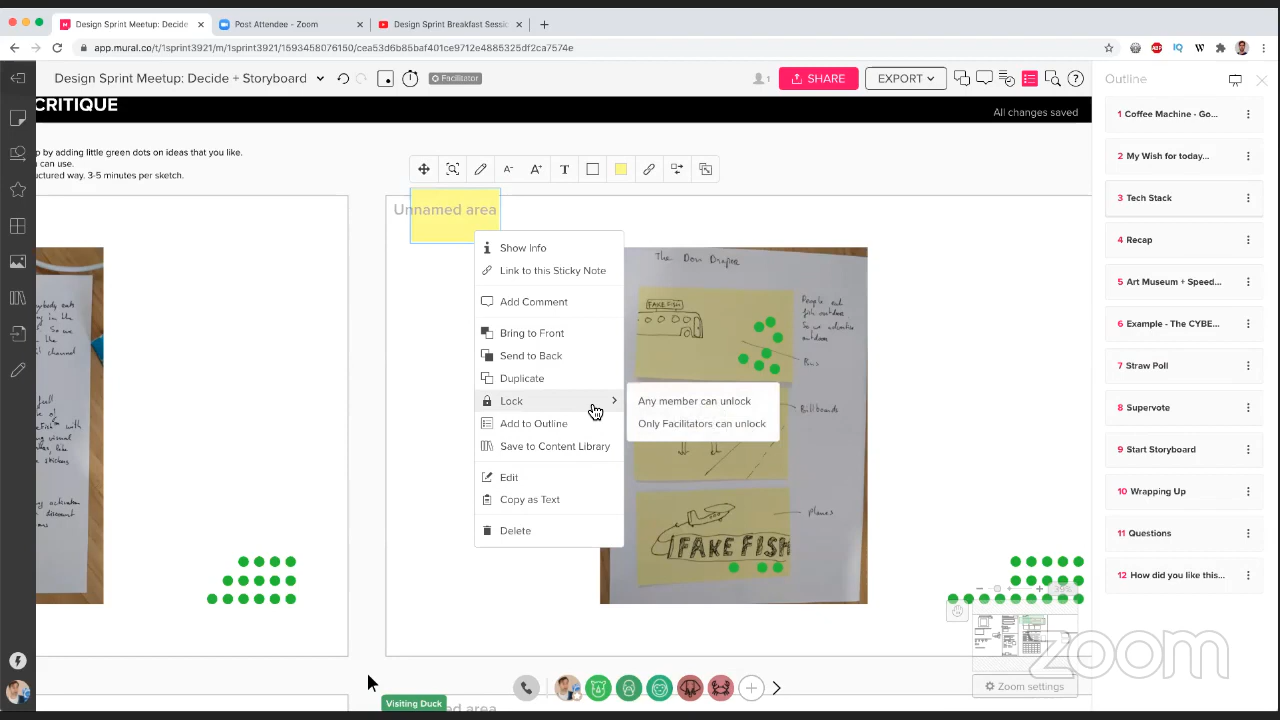 Design Sprint Meetup: Decide
Post Attendee - Zoom
Design Sprint Breakfast Sessi
app.mural.co/t/1sprint3921/m/1sprint3921/1593458076150/cea53d6b85baf401ce9712e4885325df2ca7574e
ABP
IQ
W
Design Sprint Meetup: Decide + Storyboard
Facilitator
1
SHARE
EXPORT
?
Outline
CRITIQUE
All changes saved
p by adding little green dots on ideas that you like.
can use.
ructured way. 3-5 minutes per sketch.
A-
A+
T
Unnamed area
Show Info
Link to this Sticky Note
Add Comment
Bring to Front
Send to Back
Duplicate
Lock
Add to Outline
Save to Content Library
Edit
Copy as Text
Delete
Any member can unlock
Only Facilitators can unlock
The Don Draper
FAKE FISH
People eat
fish outdoor
So we advertise
outdoor
Bus
Billboards
planes
FAKE FISH
1 Coffee Machine - Go...
2 My Wish for today...
3 Tech Stack
4 Recap
5 Art Museum + Speed...
6 Example - The CYBE...
7 Straw Poll
8 Supervote
9 Start Storyboard
10 Wrapping Up
11 Questions
12 How did you like this...
zoom
Zoom settings
Visiting Duck
ed area